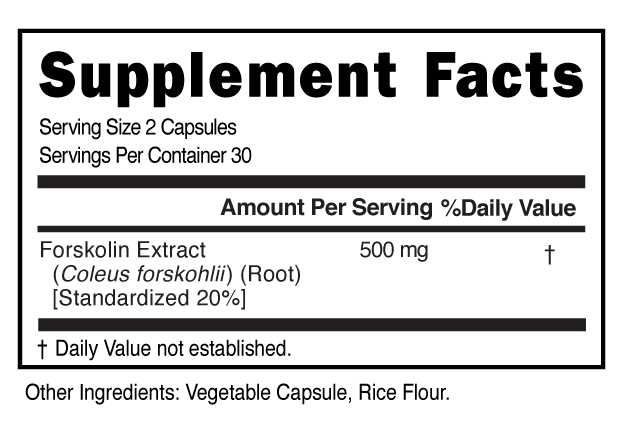 Supplement Facts
Serving Size 2 Capsules
Servings Per Container 30
Amount Per Serving %Daily Value
Forskolin Extract 500 mg †
(Coleus forskohlii) (Root)
[Standardized 20%]
† Daily Value not established.
Other Ingredients: Vegetable Capsule, Rice Flour.